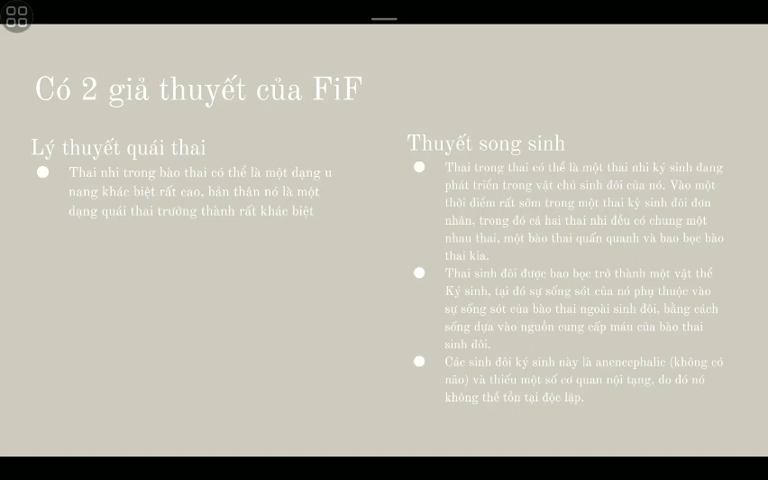 Có 2 giả thuyết của FiF
Lý thuyết quái thai
Thai nhi trong bào thai có thể là một dạng u
nang khác biệt rất cao, bản thân nó là một
dạng quái thai trưởng thành rất khác biệt
Thuyết song sinh
Thai trong thai có thể là một thai nhi ký sinh đang
phát triển trong vật chủ sinh đôi của nó. Vào một
thời điểm rất sớm trong một thai kỳ sinh đôi đơn
nhân, trong đó cả hai thai nhi đều có chung một
nhau thai, một bào thai quấn quanh và bao bọc bào
thai kia.
Thai sinh đôi được bao bọc trở thành một vật thể
Ký sinh, tại đó sự sống sót của nó phụ thuộc vào
sự sống sót của bào thai ngoài sinh đôi, bằng cách
sống dựa vào nguồn cung cấp máu của bào thai
sinh đôi.
Các sinh đôi ký sinh này là anencephalic (không có
não) và thiếu một số cơ quan nội tạng, do đó nó
không thể tồn tại độc lập.